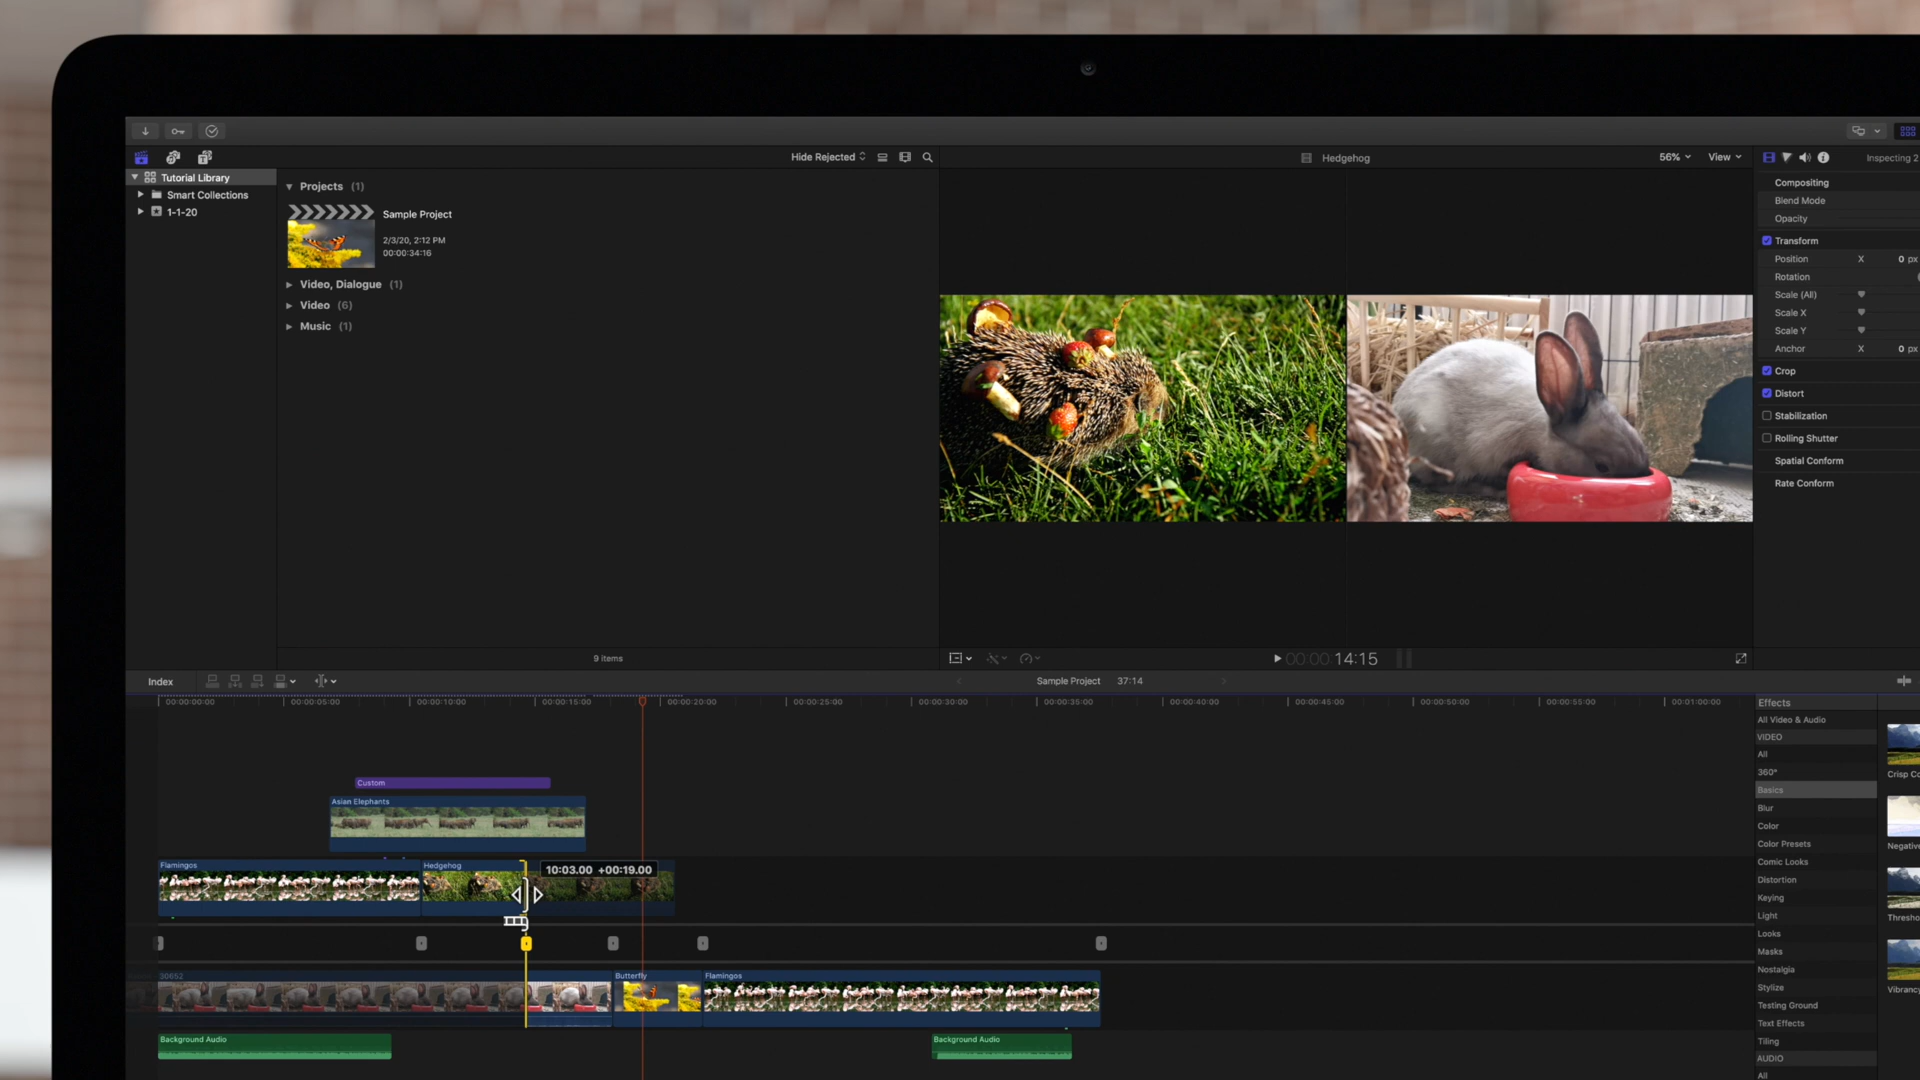 Hide Rejected
Hedgehog
56%
View
Inspecting 2
Tutorial Library
Smart Collections
1-1-20
Projects (1)
Sample Project
2/3/20, 2:12 PM
00:00:34:16
Video, Dialogue (1)
Video (6)
Music (1)
9 items
00:00:14:15
Compositing
Blend Mode
Opacity
Transform
Position X 0 px
Rotation
Scale (All)
Scale X
Scale Y
Anchor X 0 px
Crop
Distort
Stabilization
Rolling Shutter
Spatial Conform
Rate Conform
Index
Sample Project 37:14
00:00:00:00 00:00:05:00 00:00:10:00 00:00:15:00 00:00:20:00 00:00:25:00 00:00:30:00 00:00:35:00 00:00:40:00 00:00:45:00 00:00:50:00 00:00:55:00 00:01:00:00
Custom
Asian Elephants
Flamingos
Hedgehog
10:03.00 +00:19.00
30652
Butterfly
Flamingos
Background Audio
Background Audio
Effects
All Video & Audio
VIDEO
All
360°
Basics
Blur
Color
Color Presets
Comic Looks
Distortion
Keying
Light
Looks
Masks
Nostalgia
Stylize
Testing Ground
Text Effects
Tiling
AUDIO
All
Crisp Co
Negative
Thresho
Vibrancy